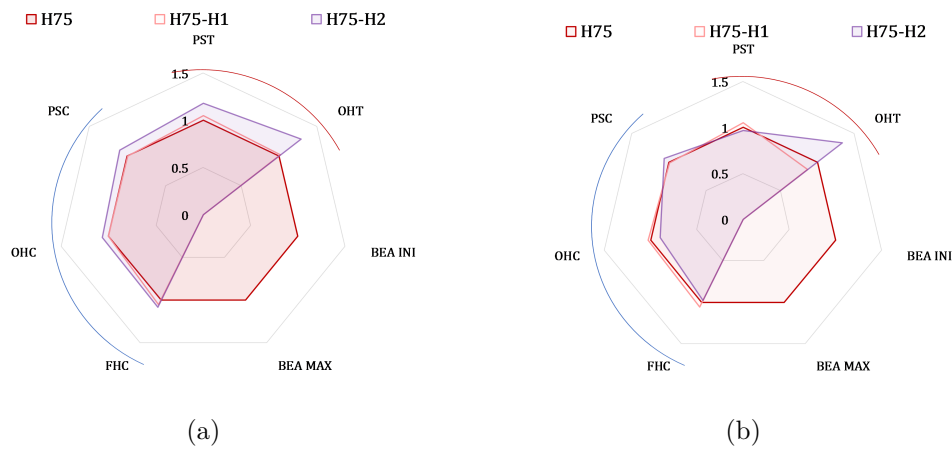 H75 H75-H1 H75-H2
PST
1.5
OHT
PSC
1
0.5
0
OHC
BEA INI
FHC
BEA MAX
(a)
H75 H75-H1 H75-H2
PST
1.5
OHT
PSC
1
0.5
0
OHC
BEA INI
FHC
BEA MAX
(b)